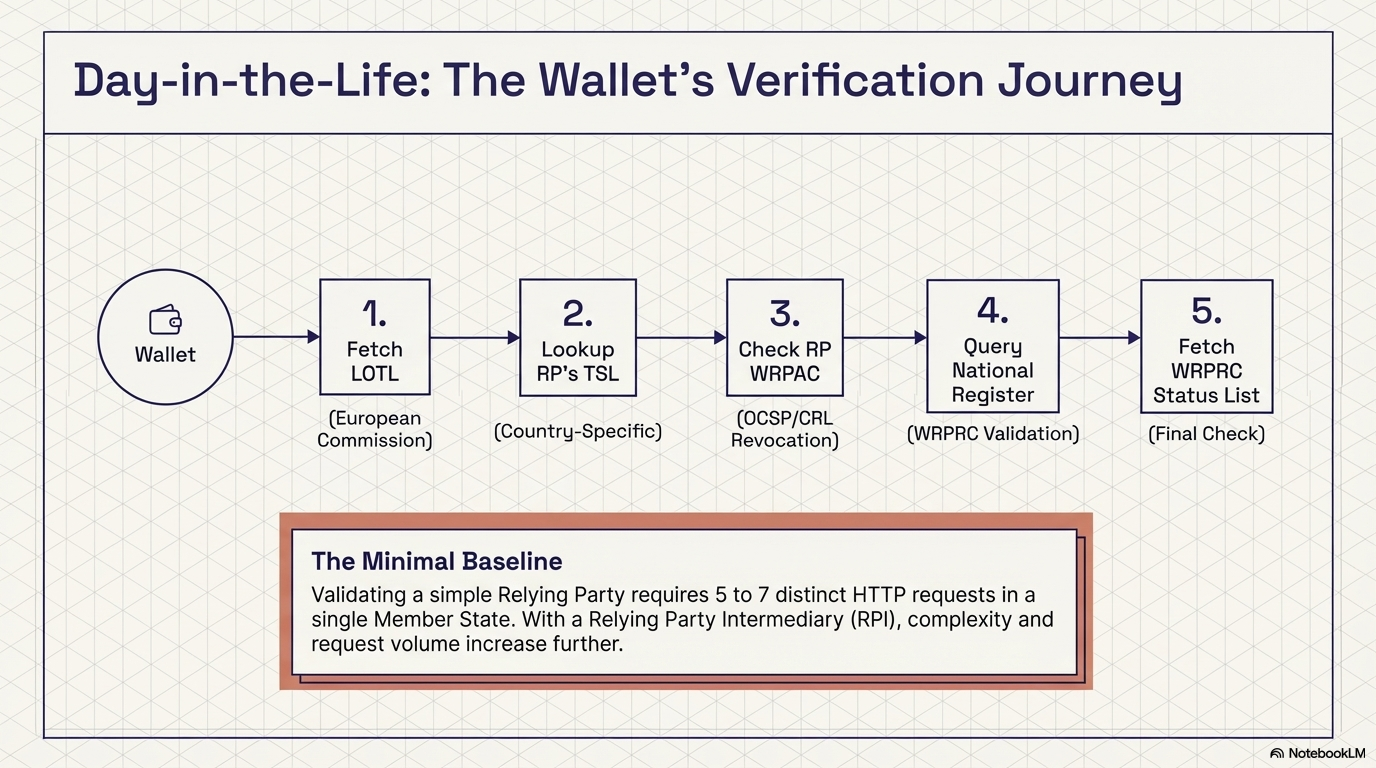 Day-in-the-Life: The Wallet's Verification Journey
Wallet
1.
Fetch
LOTL
(European
Commission)
2.
Lookup
RP's TSL
(Country-Specific)
3.
Check RP
WRPAC
(OCSP/CRL
Revocation)
4.
Query
National
Register
(WRPRC Validation)
5.
Fetch
WRPRC
Status List
(Final Check)
The Minimal Baseline
Validating a simple Relying Party requires 5 to 7 distinct HTTP requests in a
single Member State. With a Relying Party Intermediary (RPI), complexity and
request volume increase further.
NotebookLM